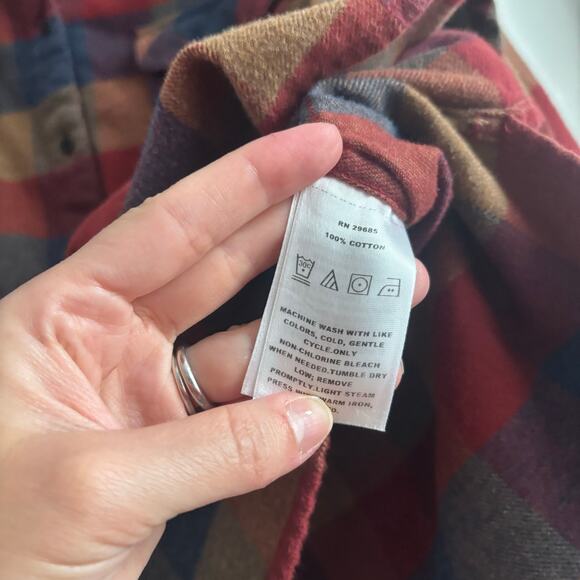 RN 29685
100% COTTON
30C
MACHINE WASH WITH LIKE
COLORS, COLD, GENTLE
CYCLE.ONLY
NON-CHLORINE BLEACH
WHEN NEEDED.TUMBLE DRY
LOW; REMOVE
PROMPTLY.LIGHT STEAM
PRESS IRON,